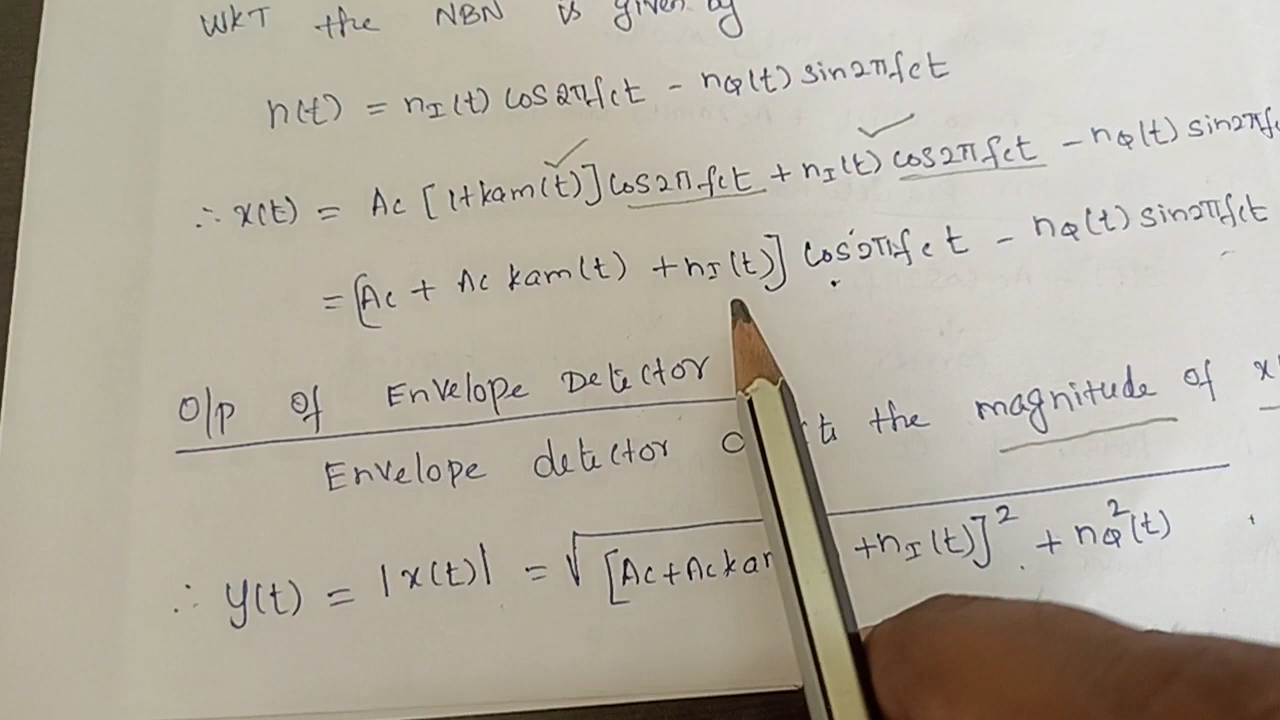 WKT the NBN is given by
n(t) = nI(t) cos2πfct - nQ(t) sin2πfct
∴ x(t) = Ac [1+kam(t)] cos2πfct + nI(t) cos2πfct - nQ(t) sin2πf
= [Ac + Ac kam(t) + nI(t)] cos2πfct - nQ(t) sin2πfct
O/p Of Envelope Detector
Envelope detector the magnitude of x
∴ y(t) = |x(t)| = √[Ac+Ackam +nI(t)]² + nQ²(t)